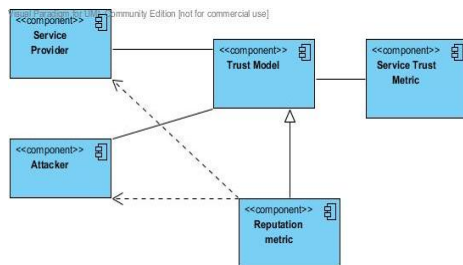 Visual Paradigm for UML Community Edition [not for commercial use]
<<component>>
Service
Provider
<<component>>
Trust Model
<<component>>
Service Trust
Metric
<<component>>
Attacker
<<component>>
Reputation
metric